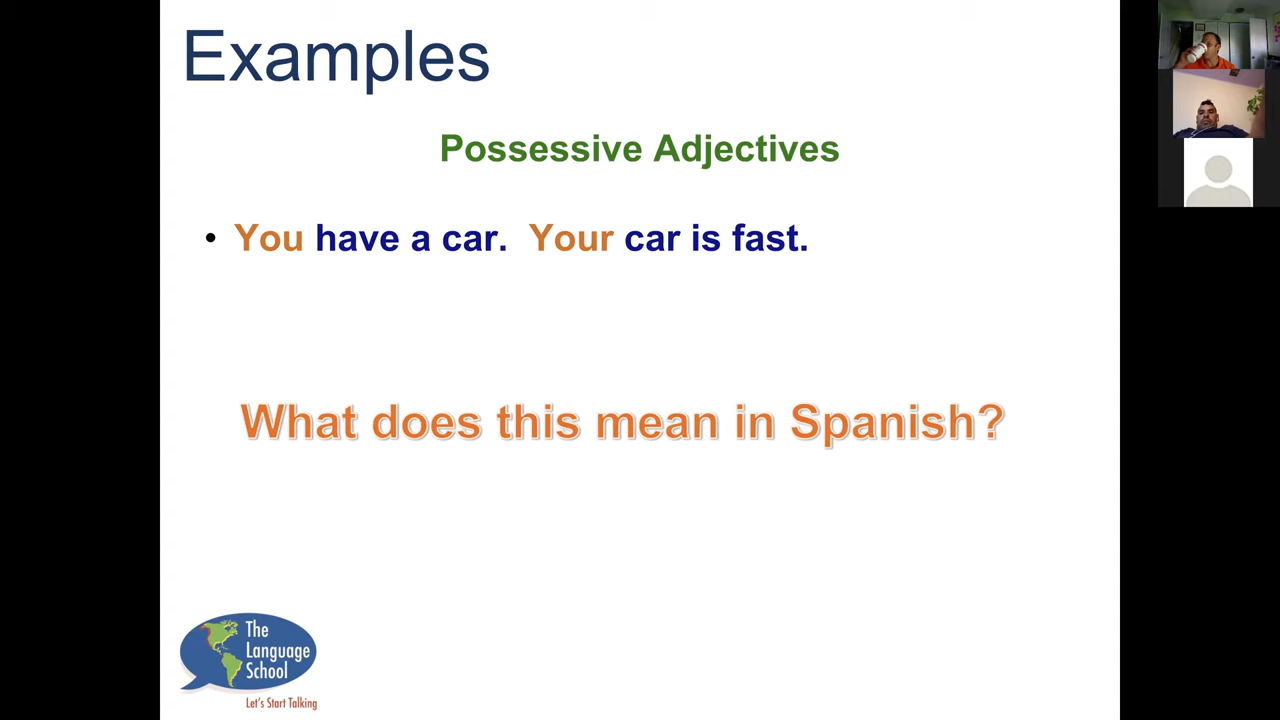 Examples
Possessive Adjectives
• You have a car.  Your car is fast.
What does this mean in Spanish?
The
Language
School
Let's Start Talking